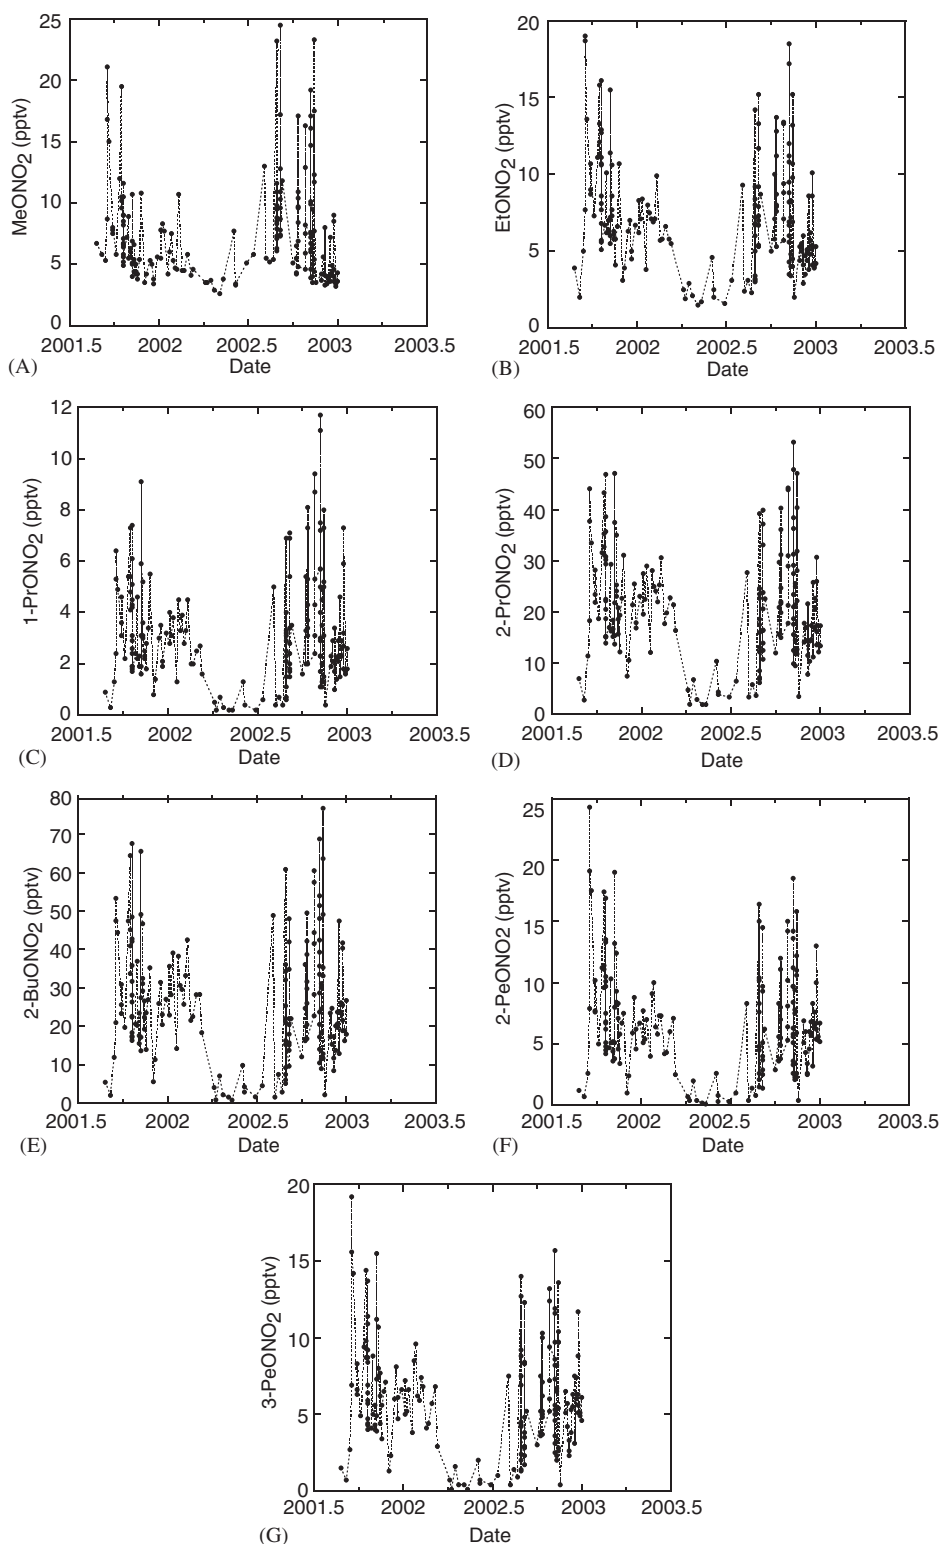 25
20
15
10
5
0
MeONO2 (pptv)
2001.5 2002 2002.5 2003 2003.5
Date
(A)
20
15
10
5
0
EtONO2 (pptv)
2001.5 2002 2002.5 2003 2003.5
Date
(B)
12
10
8
6
4
2
0
1-PrONO2 (pptv)
2001.5 2002 2002.5 2003 2003.5
Date
(C)
60
50
40
30
20
10
0
2-PrONO2 (pptv)
2001.5 2002 2002.5 2003 2003.5
Date
(D)
80
70
60
50
40
30
20
10
0
2-BuONO2 (pptv)
2001.5 2002 2002.5 2003 2003.5
Date
(E)
25
20
15
10
5
0
2-PeONO2 (pptv)
2001.5 2002 2002.5 2003 2003.5
Date
(F)
20
15
10
5
0
3-PeONO2 (pptv)
2001.5 2002 2002.5 2003 2003.5
Date
(G)